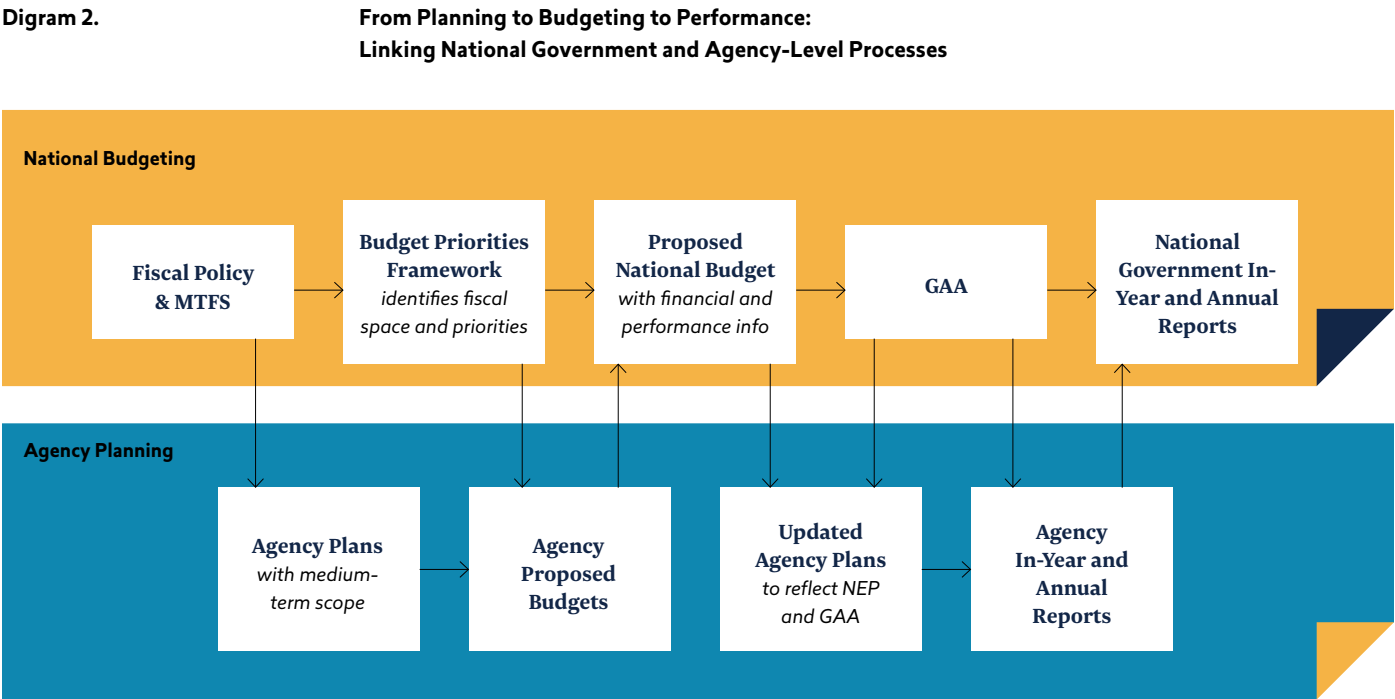 Digram 2.
From Planning to Budgeting to Performance:
Linking National Government and Agency-Level Processes
National Budgeting
Fiscal Policy
& MTFS
Budget Priorities
Framework
identifies fiscal
space and priorities
Proposed
National Budget
with financial and
performance info
GAA
National
Government In-
Year and Annual
Reports
Agency Planning
Agency Plans
with medium-
term scope
Agency
Proposed
Budgets
Updated
Agency Plans
to reflect NEP
and GAA
Agency
In-Year and
Annual
Reports